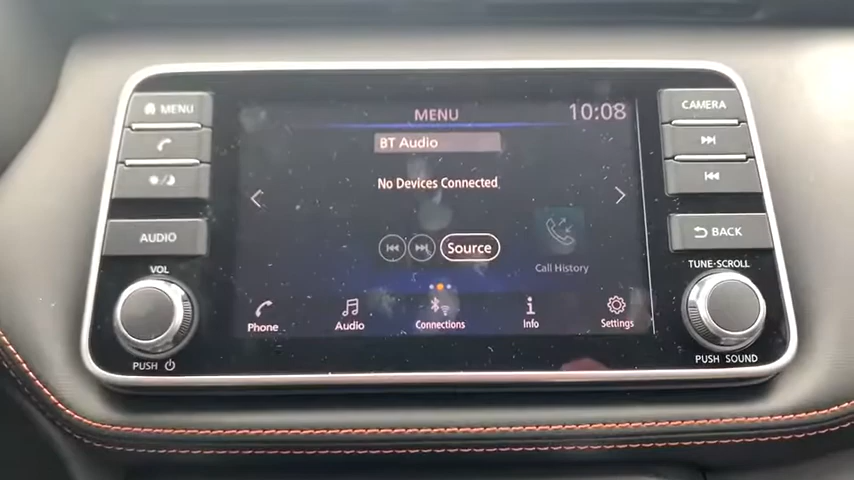 MENU
AUDIO
VOL
PUSH
MENU
10:08
BT Audio
No Devices Connected
Source
Call History
Phone
Audio
Connections
Info
Settings
CAMERA
BACK
TUNE·SCROLL
PUSH SOUND